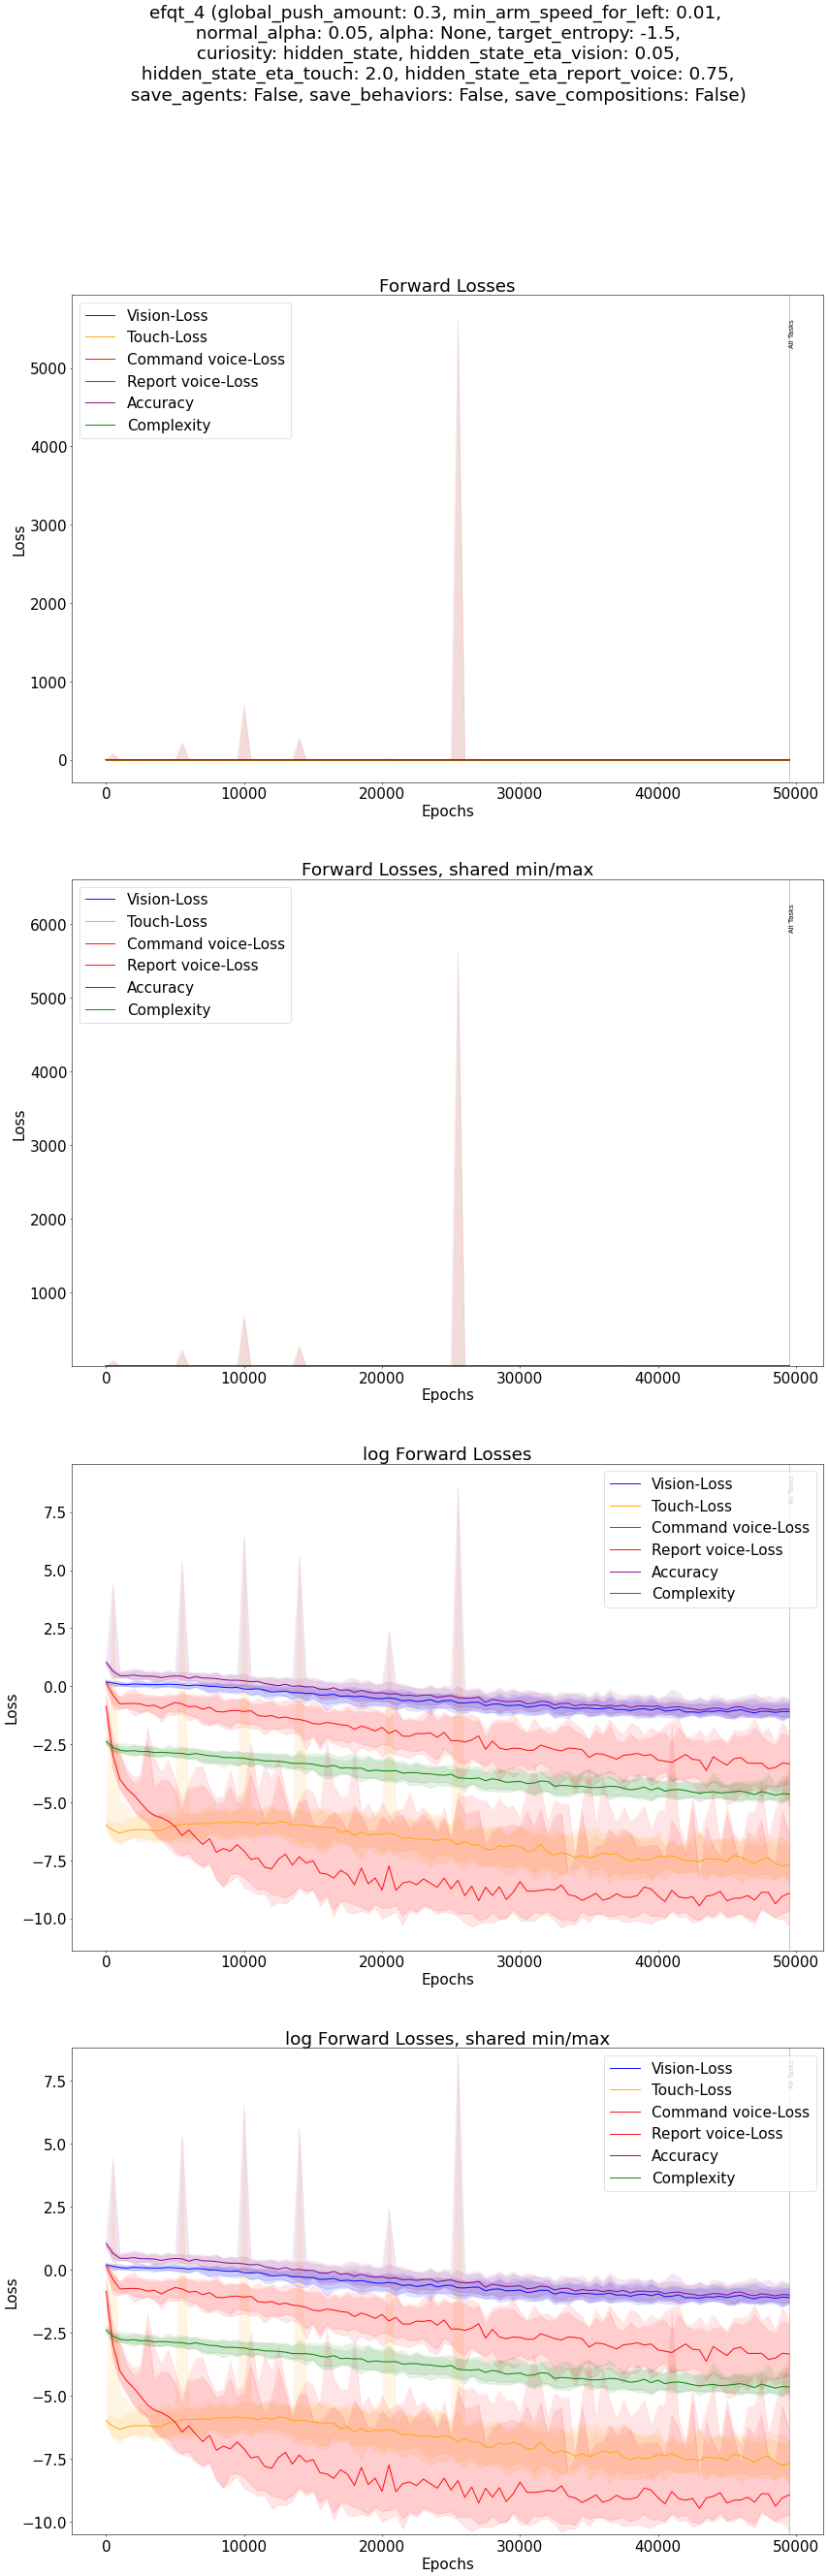 efqt_4 (global_push_amount: 0.3, min_arm_speed_for_left: 0.01,
normal_alpha: 0.05, alpha: None, target_entropy: -1.5,
curiosity: hidden_state, hidden_state_eta_vision: 0.05,
hidden_state_eta_touch: 2.0, hidden_state_eta_report_voice: 0.75,
save_agents: False, save_behaviors: False, save_compositions: False)
Forward Losses
Vision-Loss
Touch-Loss
Command voice-Loss
Report voice-Loss
Accuracy
Complexity
All Tasks
5000
4000
3000
2000
1000
0
Loss
0 10000 20000 30000 40000 50000
Epochs
Forward Losses, shared min/max
Vision-Loss
Touch-Loss
Command voice-Loss
Report voice-Loss
Accuracy
Complexity
All Tasks
6000
5000
4000
3000
2000
1000
Loss
0 10000 20000 30000 40000 50000
Epochs
log Forward Losses
Vision-Loss
Touch-Loss
Command voice-Loss
Report voice-Loss
Accuracy
Complexity
All Tasks
7.5
5.0
2.5
0.0
−2.5
−5.0
−7.5
−10.0
Loss
0 10000 20000 30000 40000 50000
Epochs
log Forward Losses, shared min/max
Vision-Loss
Touch-Loss
Command voice-Loss
Report voice-Loss
Accuracy
Complexity
All Tasks
7.5
5.0
2.5
0.0
−2.5
−5.0
−7.5
−10.0
Loss
0 10000 20000 30000 40000 50000
Epochs